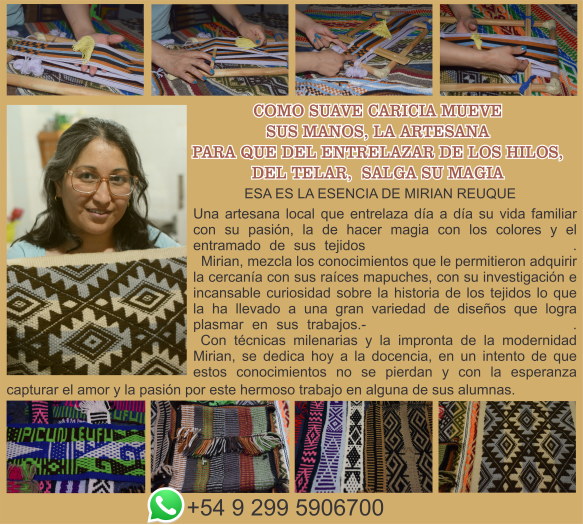 COMO SUAVE CARICIA MUEVE
SUS MANOS, LA ARTESANA
PARA QUE DEL ENTRELAZAR DE LOS HILOS,
DEL TELAR, SALGA SU MAGIA
ESA ES LA ESENCIA DE MIRIAN REUQUE
Una artesana local que entrelaza día a día su vida familiar
con su pasión, la de hacer magia con los colores y el
entramado de sus tejidos .
Mirian, mezcla los conocimientos que le permitieron adquirir
la cercanía con sus raíces mapuches, con su investigación e
incansable curiosidad sobre la historia de los tejidos lo que
la ha llevado a una gran variedad de diseños que logra
plasmar en sus trabajos.- .
Con técnicas milenarias y la impronta de la modernidad
Mirian, se dedica hoy a la docencia, en un intento de que
estos conocimientos no se pierdan y con la esperanza
capturar el amor y la pasión por este hermoso trabajo en alguna de sus alumnas.
PICUN LEUFU
+54 9 299 5906700